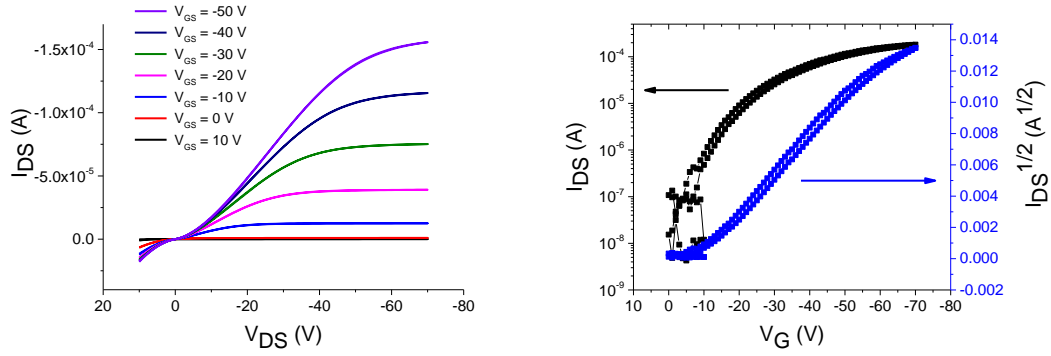 V_GS = -50 V
V_GS = -40 V
V_GS = -30 V
V_GS = -20 V
V_GS = -10 V
V_GS = 0 V
V_GS = 10 V
-1.5x10^-4
-1.0x10^-4
-5.0x10^-5
0.0
I_DS (A)
20 0 -20 -40 -60 -80
V_DS (V)
10^-4
10^-5
10^-6
10^-7
10^-8
10^-9
I_DS (A)
10 0 -10 -20 -30 -40 -50 -60 -70 -80
V_G (V)
0.014
0.012
0.010
0.008
0.006
0.004
0.002
0.000
-0.002
I_DS^1/2 (A^1/2)